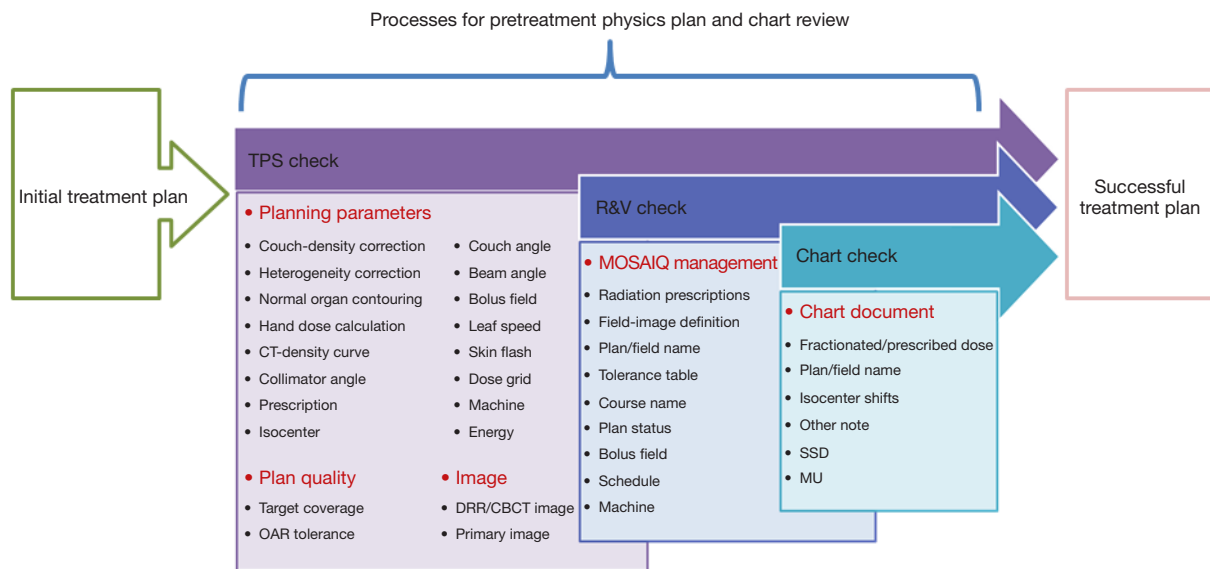 Processes for pretreatment physics plan and chart review
Initial treatment plan
TPS check
• Planning parameters
• Couch-density correction
• Heterogeneity correction
• Normal organ contouring
• Hand dose calculation
• CT-density curve
• Collimator angle
• Prescription
• Isocenter
• Couch angle
• Beam angle
• Bolus field
• Leaf speed
• Skin flash
• Dose grid
• Machine
• Energy
• Plan quality
• Target coverage
• OAR tolerance
• Image
• DRR/CBCT image
• Primary image
R&V check
• MOSAIQ management
• Radiation prescriptions
• Field-image definition
• Plan/field name
• Tolerance table
• Course name
• Plan status
• Bolus field
• Schedule
• Machine
Chart check
• Chart document
• Fractionated/prescribed dose
• Plan/field name
• Isocenter shifts
• Other note
• SSD
• MU
Successful
treatment plan